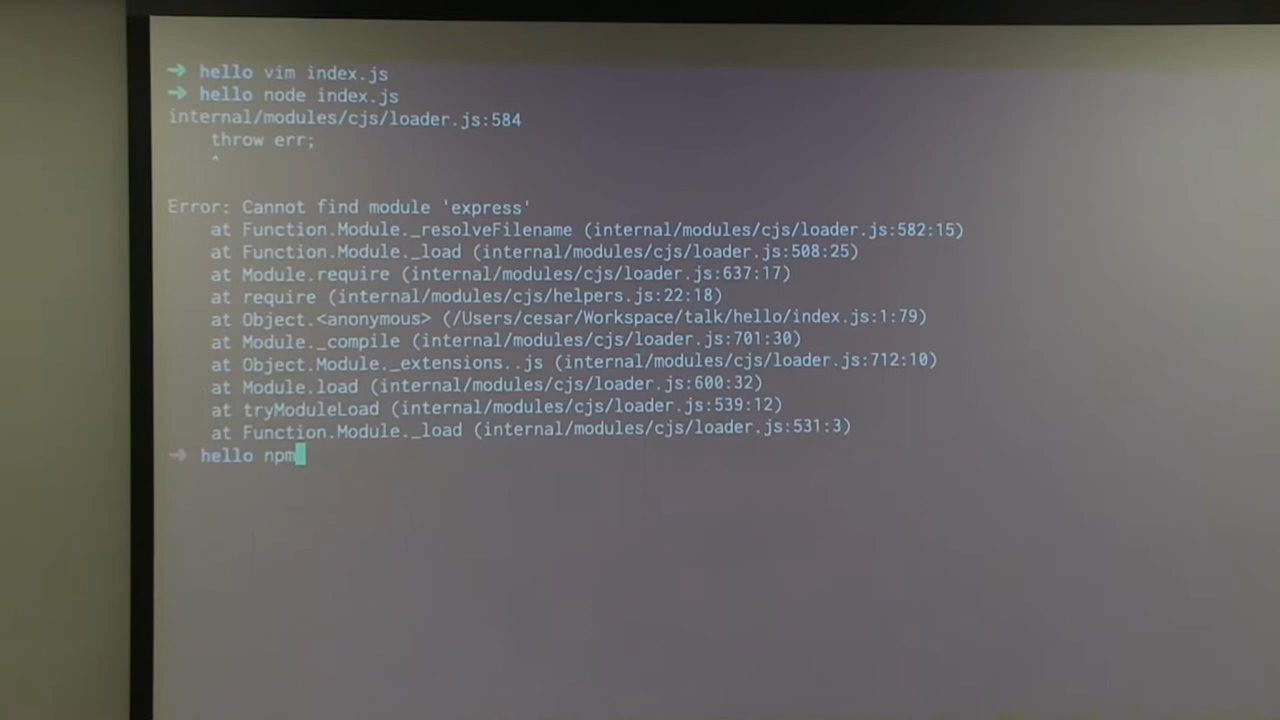 ➜ hello vim index.js
➜ hello node index.js
internal/modules/cjs/loader.js:584
    throw err;
    ^
Error: Cannot find module 'express'
    at Function.Module._resolveFilename (internal/modules/cjs/loader.js:582:15)
    at Function.Module._load (internal/modules/cjs/loader.js:508:25)
    at Module.require (internal/modules/cjs/loader.js:637:17)
    at require (internal/modules/cjs/helpers.js:22:18)
    at Object.<anonymous> (/Users/cesar/Workspace/talk/hello/index.js:1:79)
    at Module._compile (internal/modules/cjs/loader.js:701:30)
    at Object.Module._extensions..js (internal/modules/cjs/loader.js:712:10)
    at Module.load (internal/modules/cjs/loader.js:600:32)
    at tryModuleLoad (internal/modules/cjs/loader.js:539:12)
    at Function.Module._load (internal/modules/cjs/loader.js:531:3)
➜ hello npm